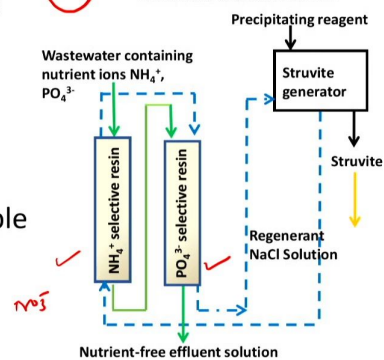 Precipitating reagent
Wastewater containing
nutrient ions NH₄⁺,
PO₄³⁻
Struvite
generator
Struvite
NH₄⁺ selective resin
PO₄³⁻ selective resin
Regenerant
NaCl Solution
NO₃⁻
Nutrient-free effluent solution